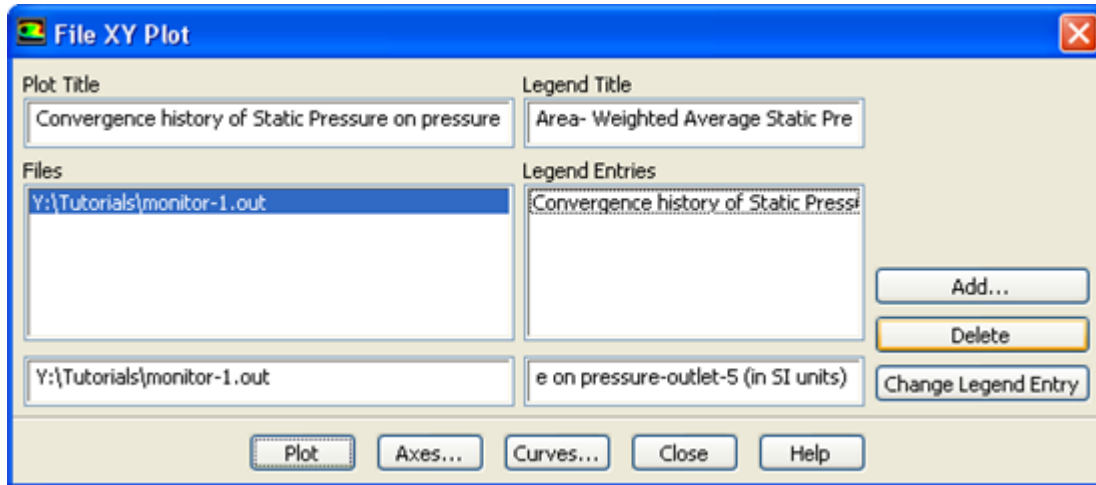 File XY Plot
Plot Title
Legend Title
Convergence history of Static Pressure on pressure
Area- Weighted Average Static Pre
Files
Legend Entries
Y:\Tutorials\monitor-1.out
Convergence history of Static Press
Add...
Delete
Y:\Tutorials\monitor-1.out
e on pressure-outlet-5 (in SI units)
Change Legend Entry
Plot
Axes...
Curves...
Close
Help